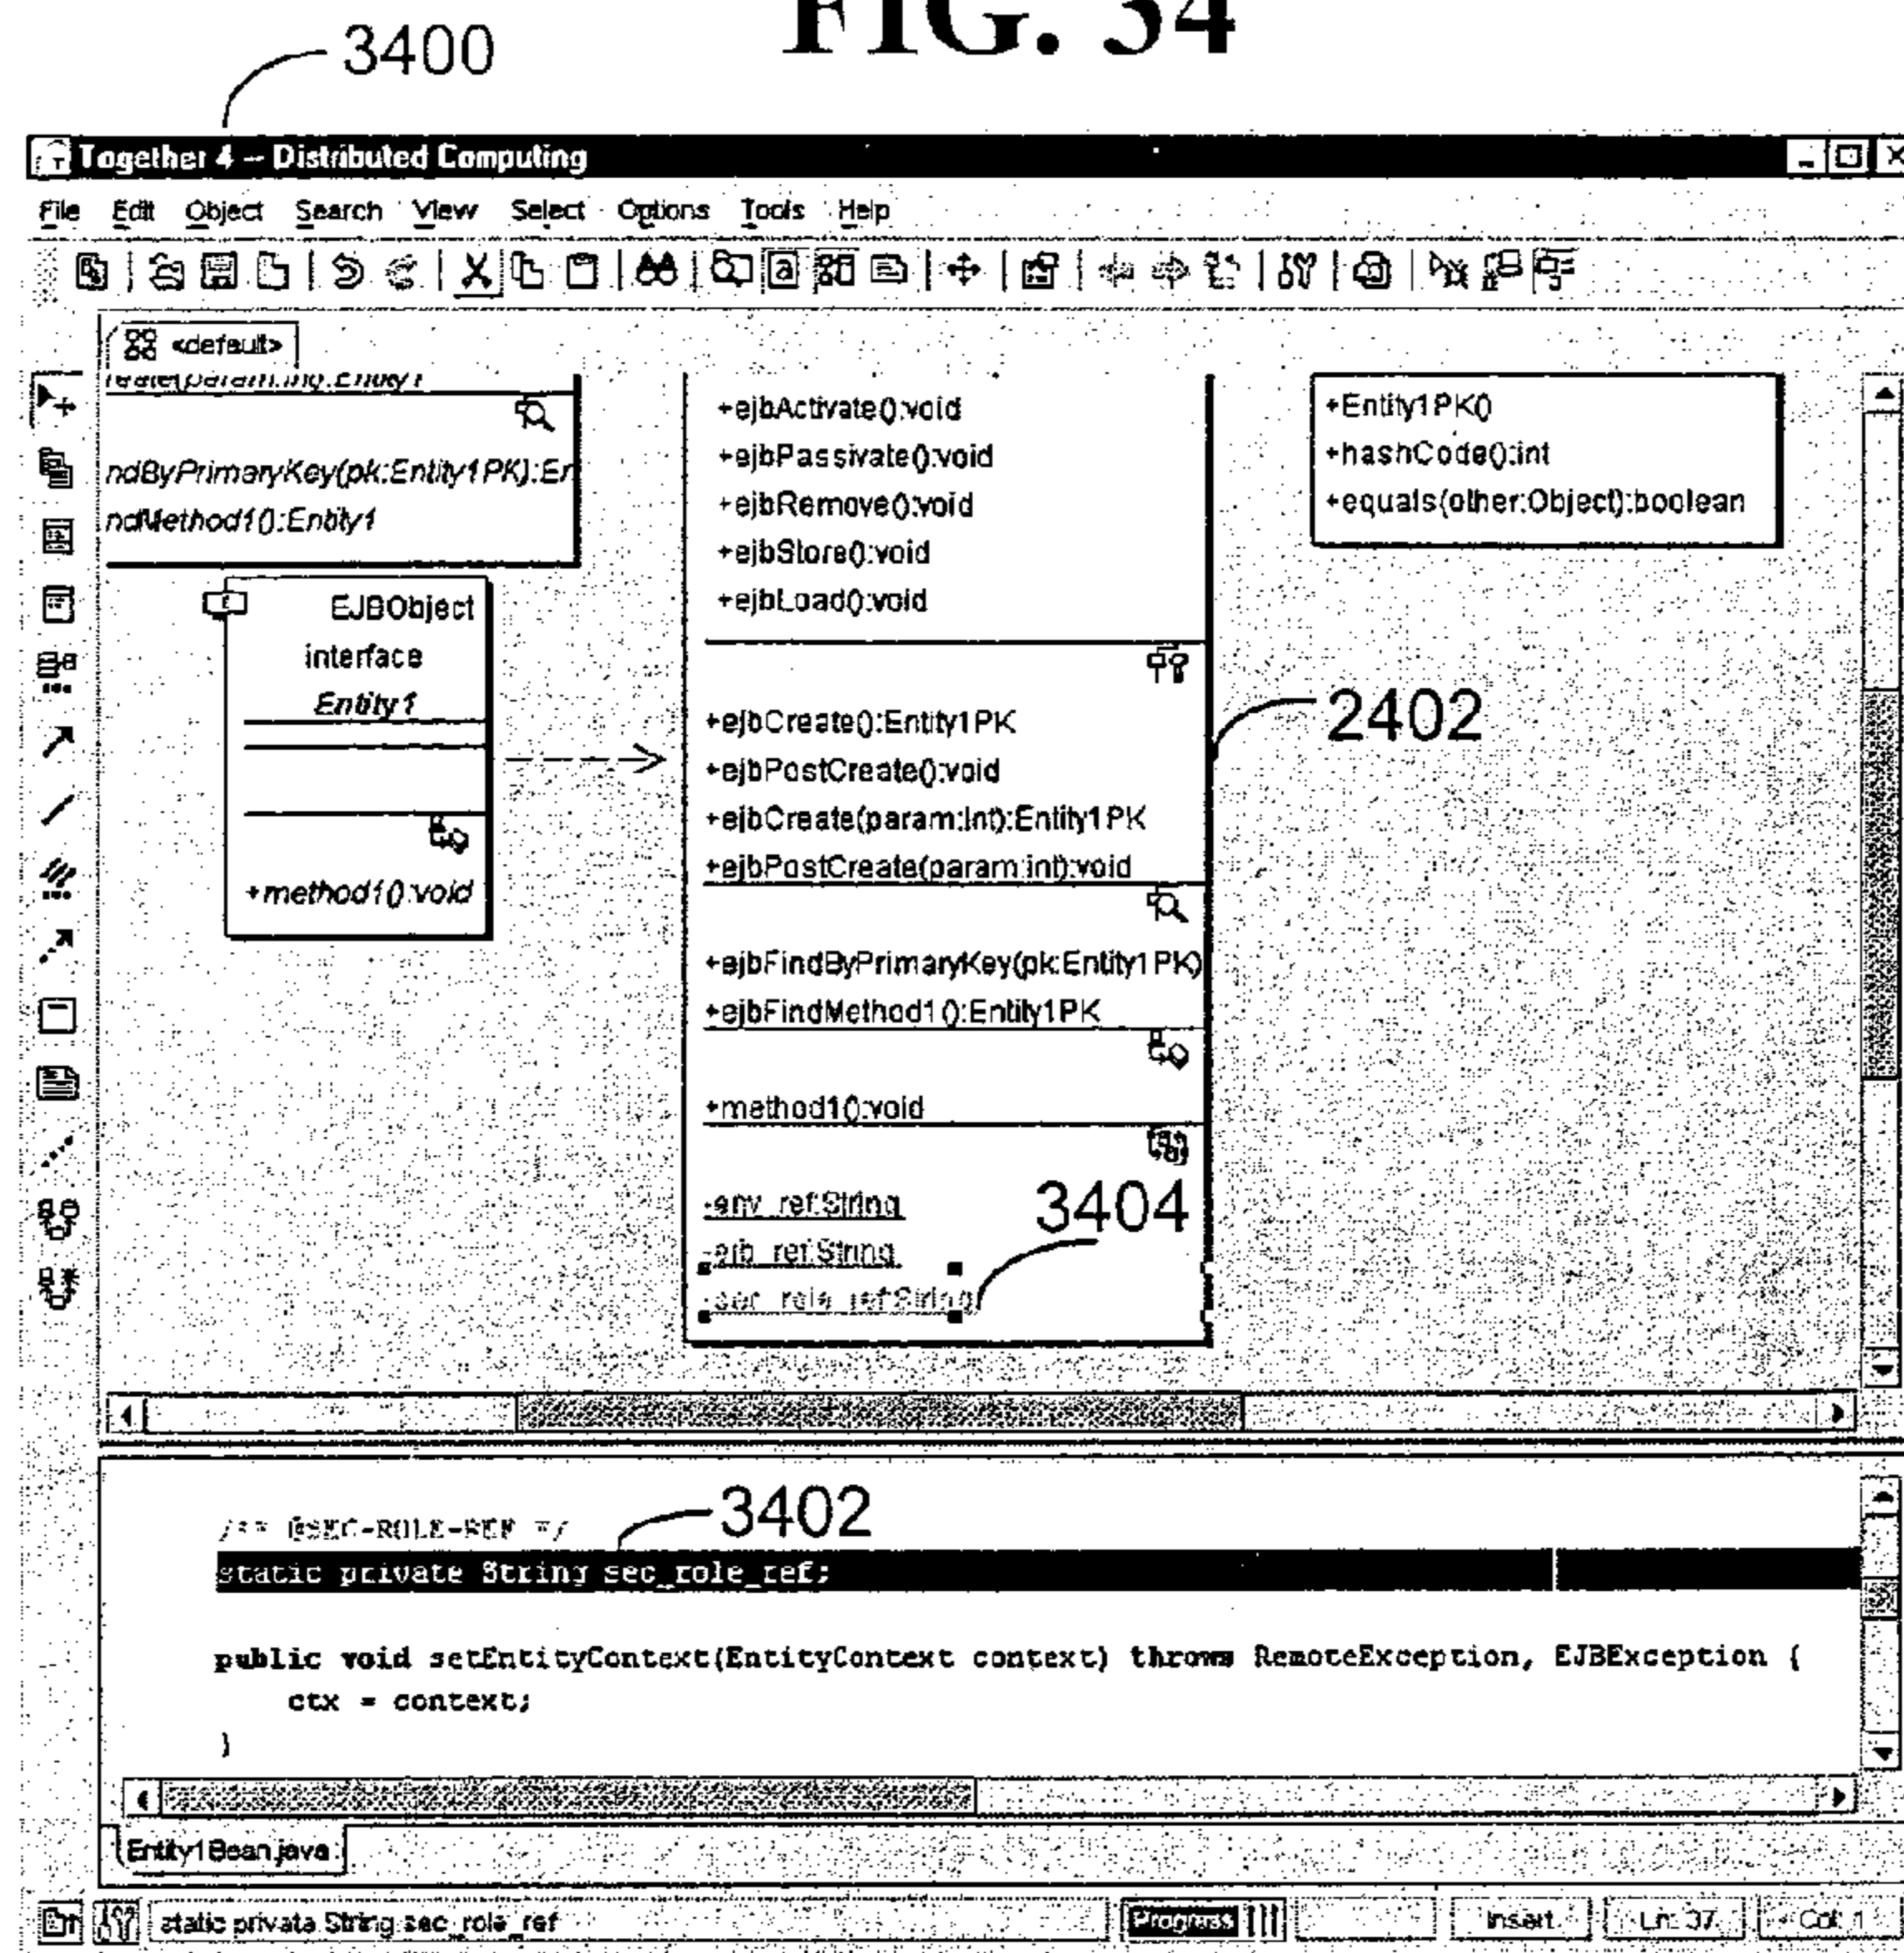 FIG. 34
3400
Together 4 -- Distributed Computing
File Edit Object Search View Select Options Tools Help
<default>
ndByPrimaryKey(pk:Entity1PK):En
ndMethod1():Entity1
EJBObject
interface
Entity1
+method1():void
+ejbActivate():void
+ejbPassivate():void
+ejbRemove():void
+ejbStore():void
+ejbLoad():void
+ejbCreate():Entity1PK
+ejbPostCreate():void
+ejbCreate(param:int):Entity1PK
+ejbPostCreate(param:int):void
+ejbFindByPrimaryKey(pk:Entity1PK)
+ejbFindMethod1():Entity1PK
+method1():void
-env_ref:String
-ejb_ref:String
-sec_role_ref:String
+Entity1PK()
+hashCode():int
+equals(other:Object):boolean
2402
3404
3402
/** @SEC-ROLE-REF */
static private String sec_role_ref;
public void setEntityContext(EntityContext context) throws RemoteException, EJBException {
ctx = context;
}
Entity1Bean.java
static private String sec_role_ref Progress Insert Ln: 37 Col: 1